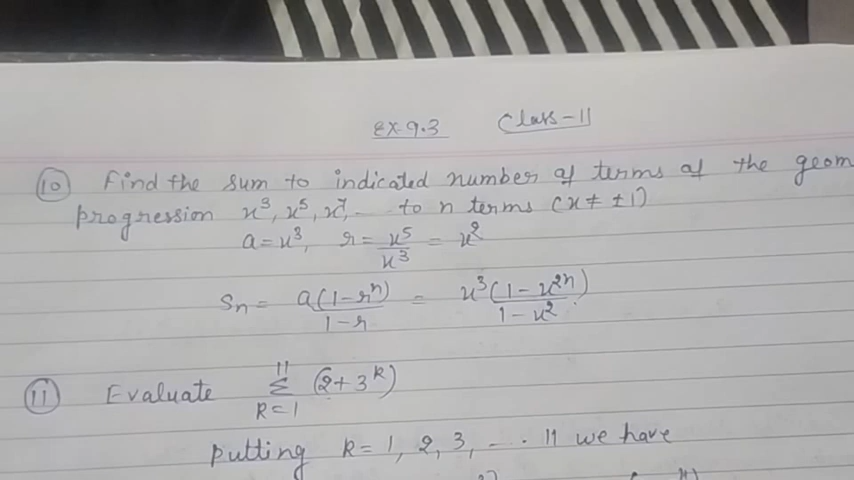 ex. 9.3 Class-11
(10) Find the sum to indicated number of terms of the geom
progression x³, x⁵, x⁷, .. to n terms (x ≠ ±1)
a = x³, r = x⁵/x³ = x²
Sn = a(1-rⁿ)/1-r = x³(1-x²ⁿ)/1-x²
(11) Evaluate Σ_{k=1}^{11} (2+3ᵏ)
putting k = 1, 2, 3, - . . 11 we have